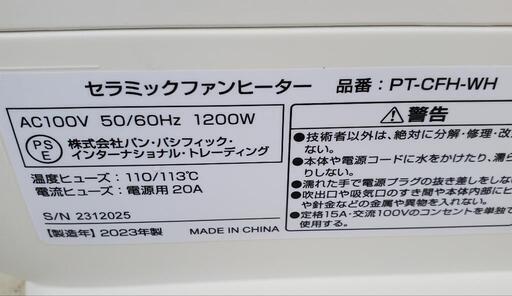 セラミックファンヒーター 品番：PT-CFH-WH
AC100V 50/60Hz 1200W
PS
E
株式会社パン・パシフィック・
インターナショナル・トレーディング
温度ヒューズ：110/113℃
電流ヒューズ：電源用20A
S/N 2312025
【製造年】2023年製 MADE IN CHINA
警告
●技術者以外は、絶対に分解・修理・改
ない。
●本体や電源コードに水をかけたり、濡
りしない。
●濡れた手で電源プラグの抜き差しをしな
●吹出口や吸気口のすき間や本体内部にピ
や針金などの金属や異物を入れない。
●定格15A・交流100Vのコンセントを単独で
使用する。